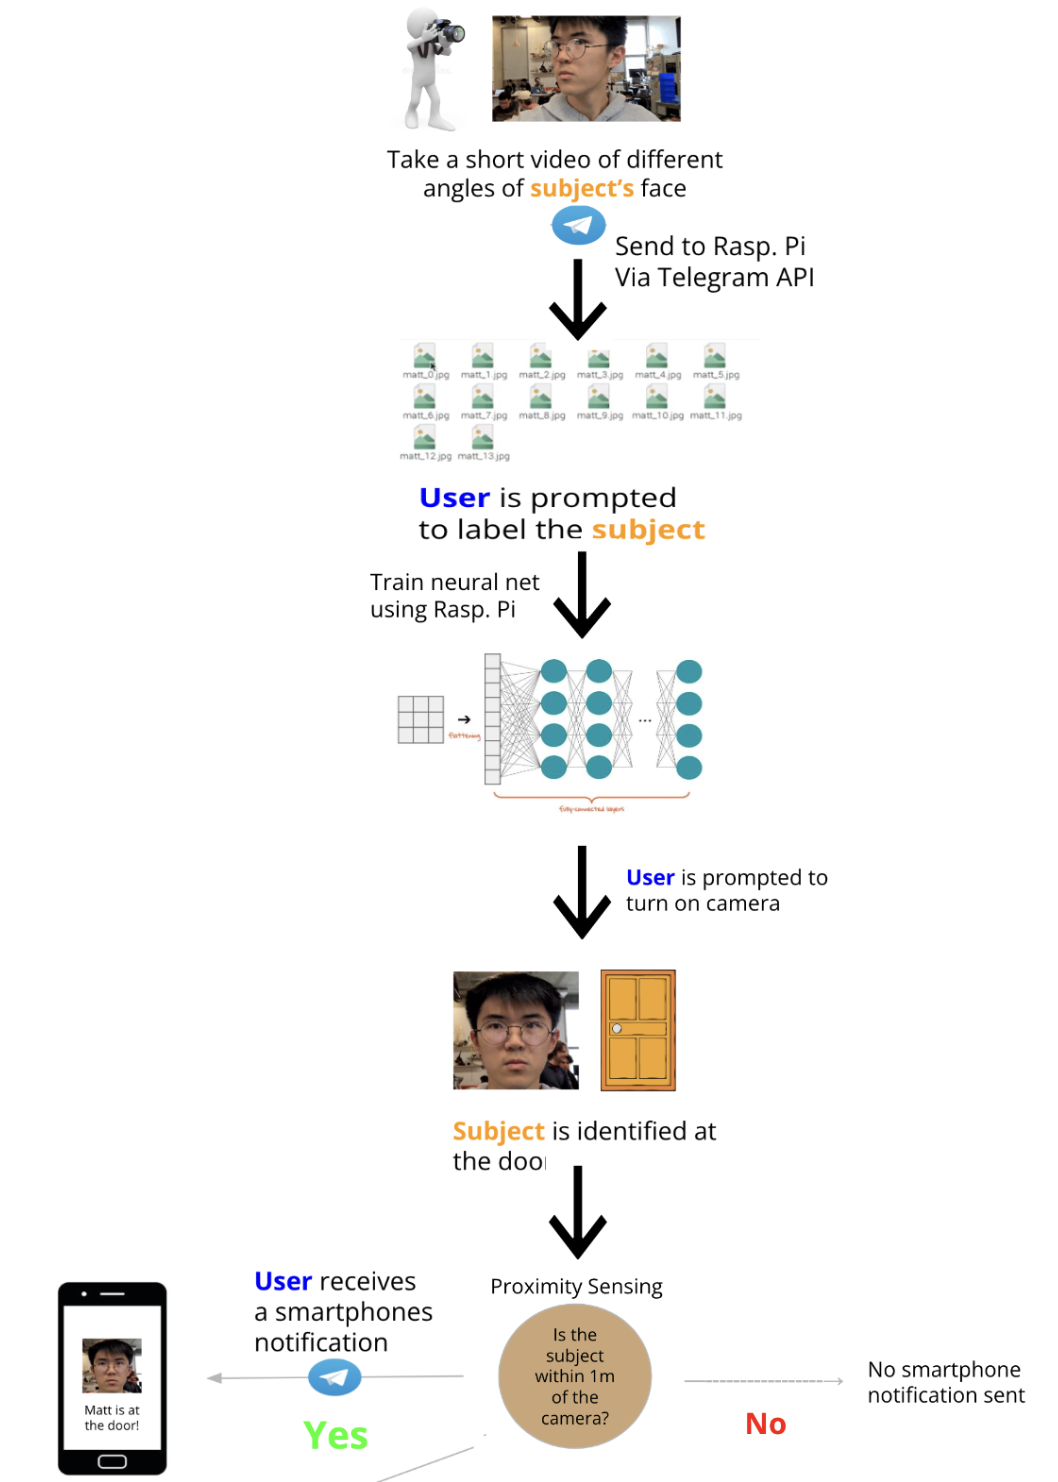 Take a short video of different
angles of subject's face
Send to Rasp. Pi
Via Telegram API
matt_0.jpg matt_1.jpg matt_2.jpg matt_3.jpg matt_4.jpg matt_5.jpg
matt_6.jpg matt_7.jpg matt_8.jpg matt_9.jpg matt_10.jpg matt_11.jpg
matt_12.jpg matt_13.jpg
User is prompted
to label the subject
Train neural net
using Rasp. Pi
flattening
...
fully-connected layers
User is prompted to
turn on camera
Subject is identified at
the door
Proximity Sensing
Is the
subject
within 1m
of the
camera?
User receives
a smartphones
notification
Yes
Matt is at
the door!
No smartphone
notification sent
No